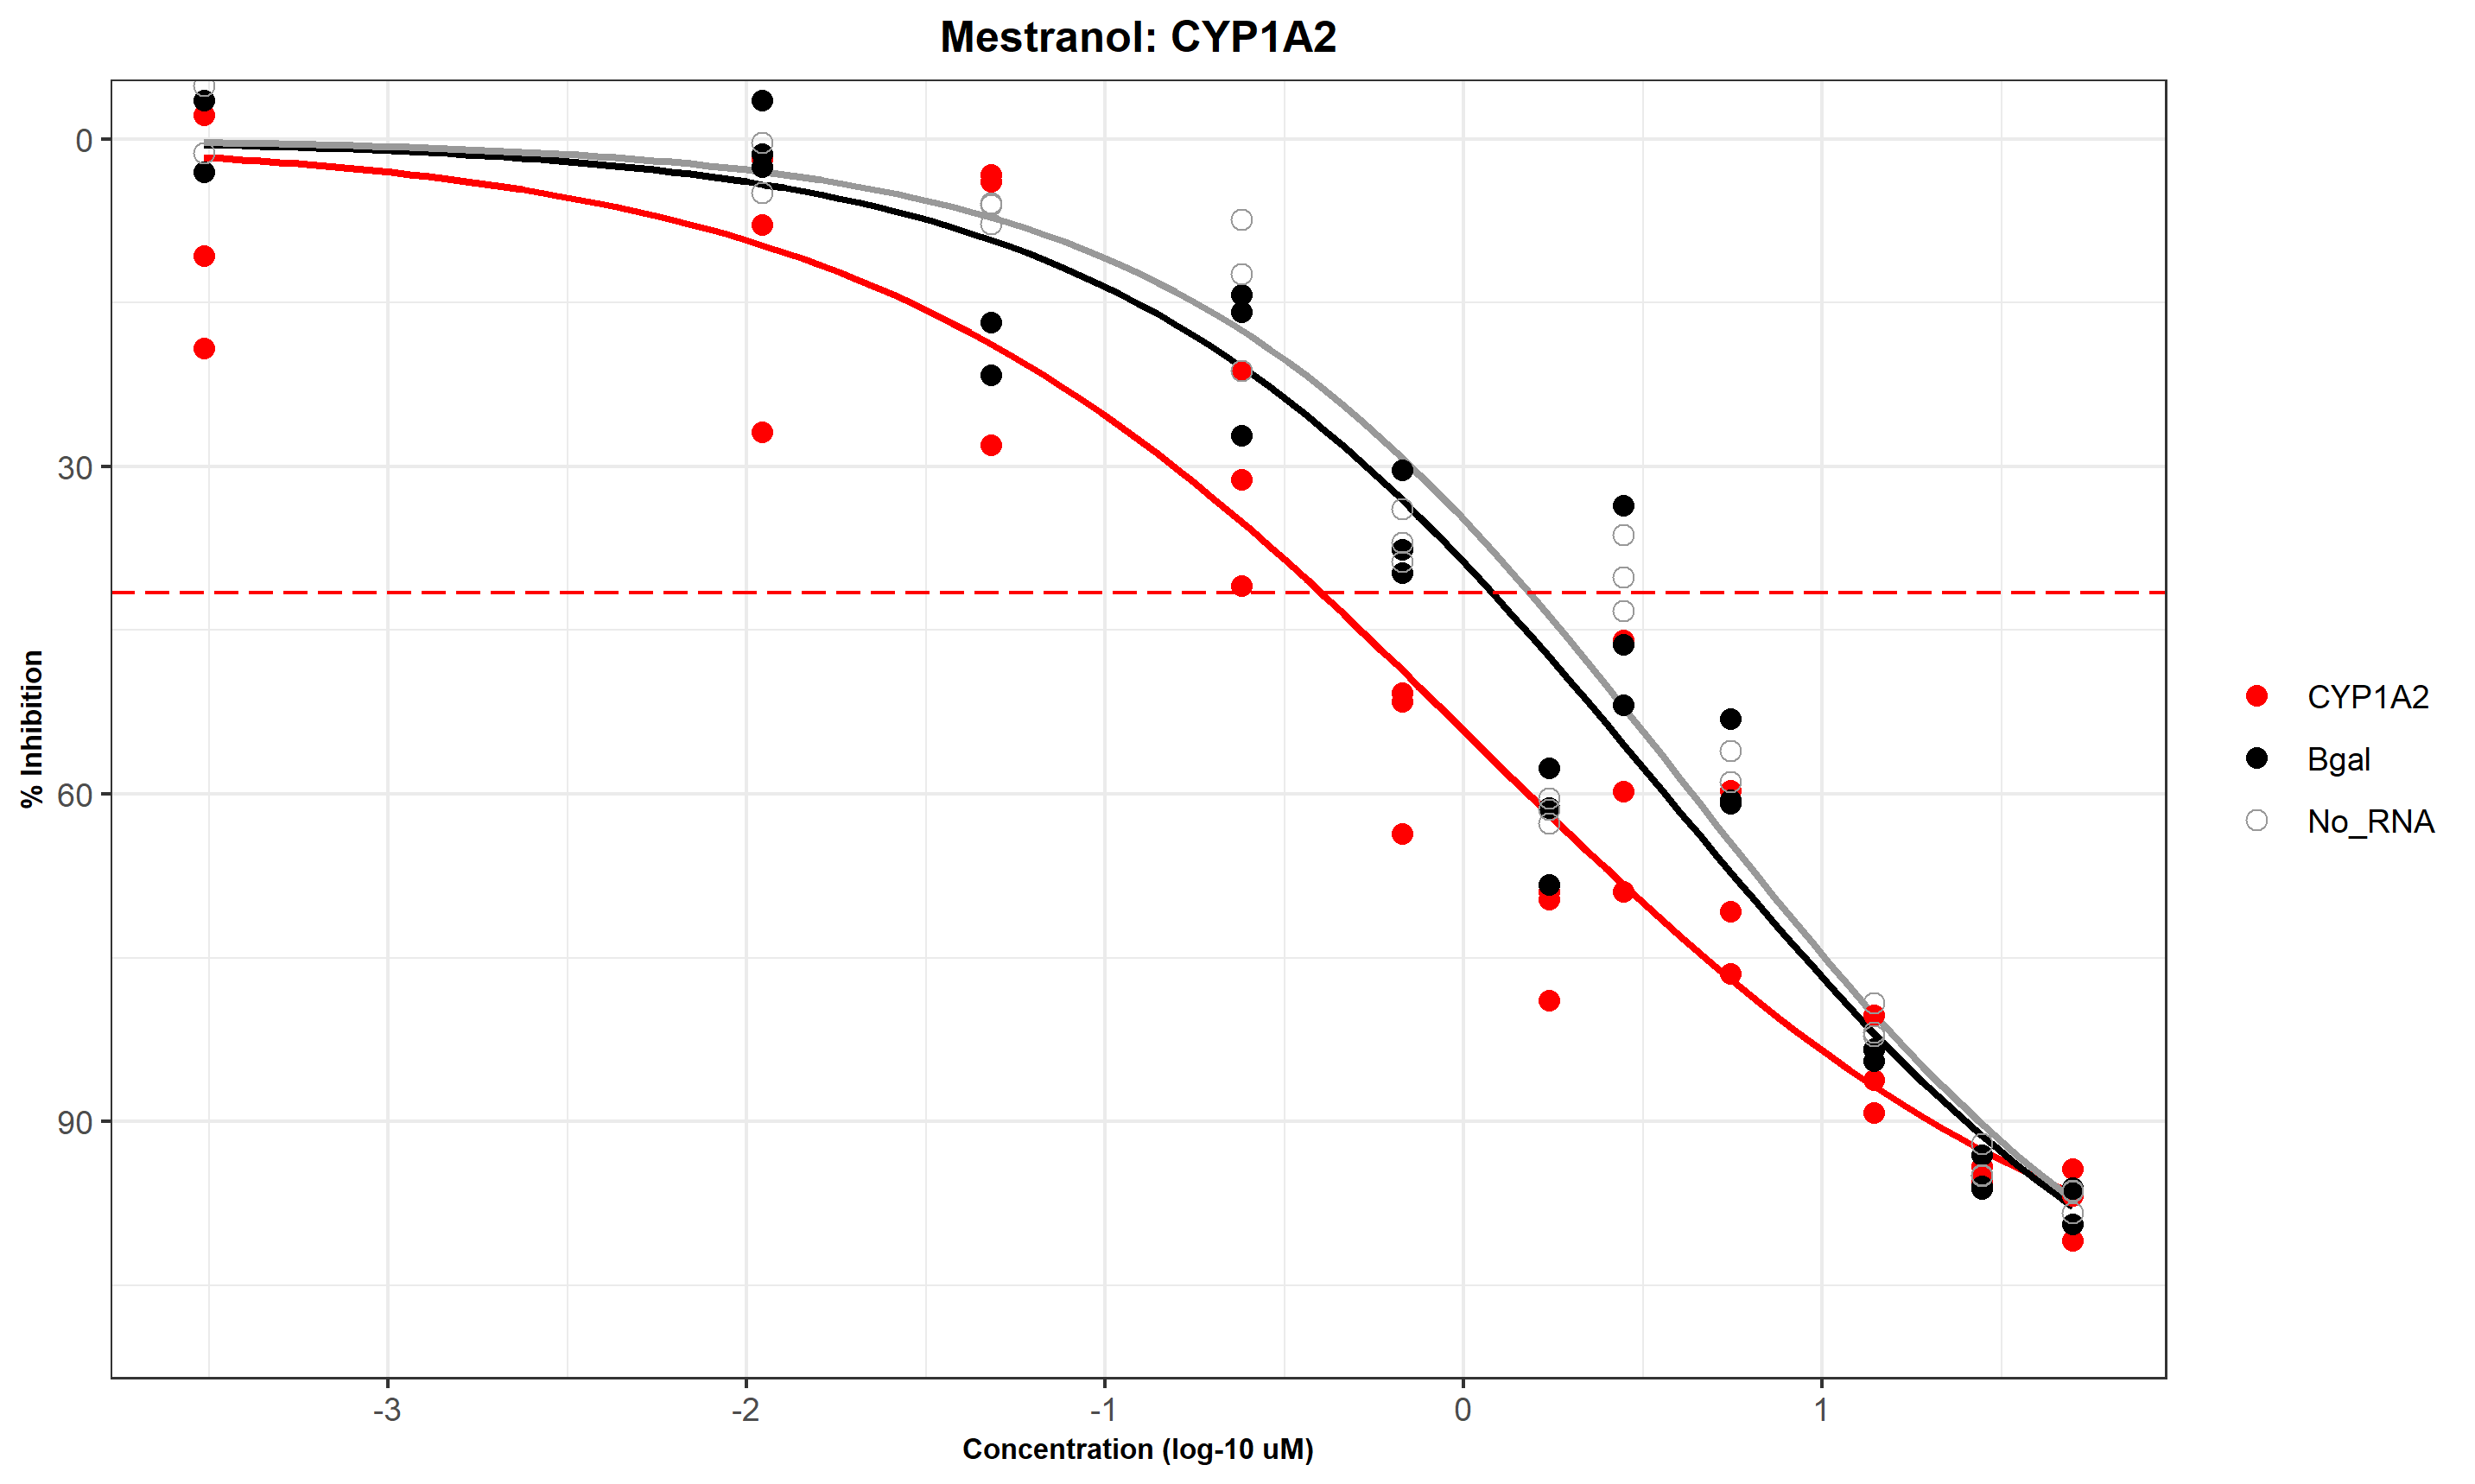 Mestranol: CYP1A2
0
30
60
90
% Inhibition
-3
-2
-1
0
1
Concentration (log-10 uM)
CYP1A2
Bgal
No_RNA